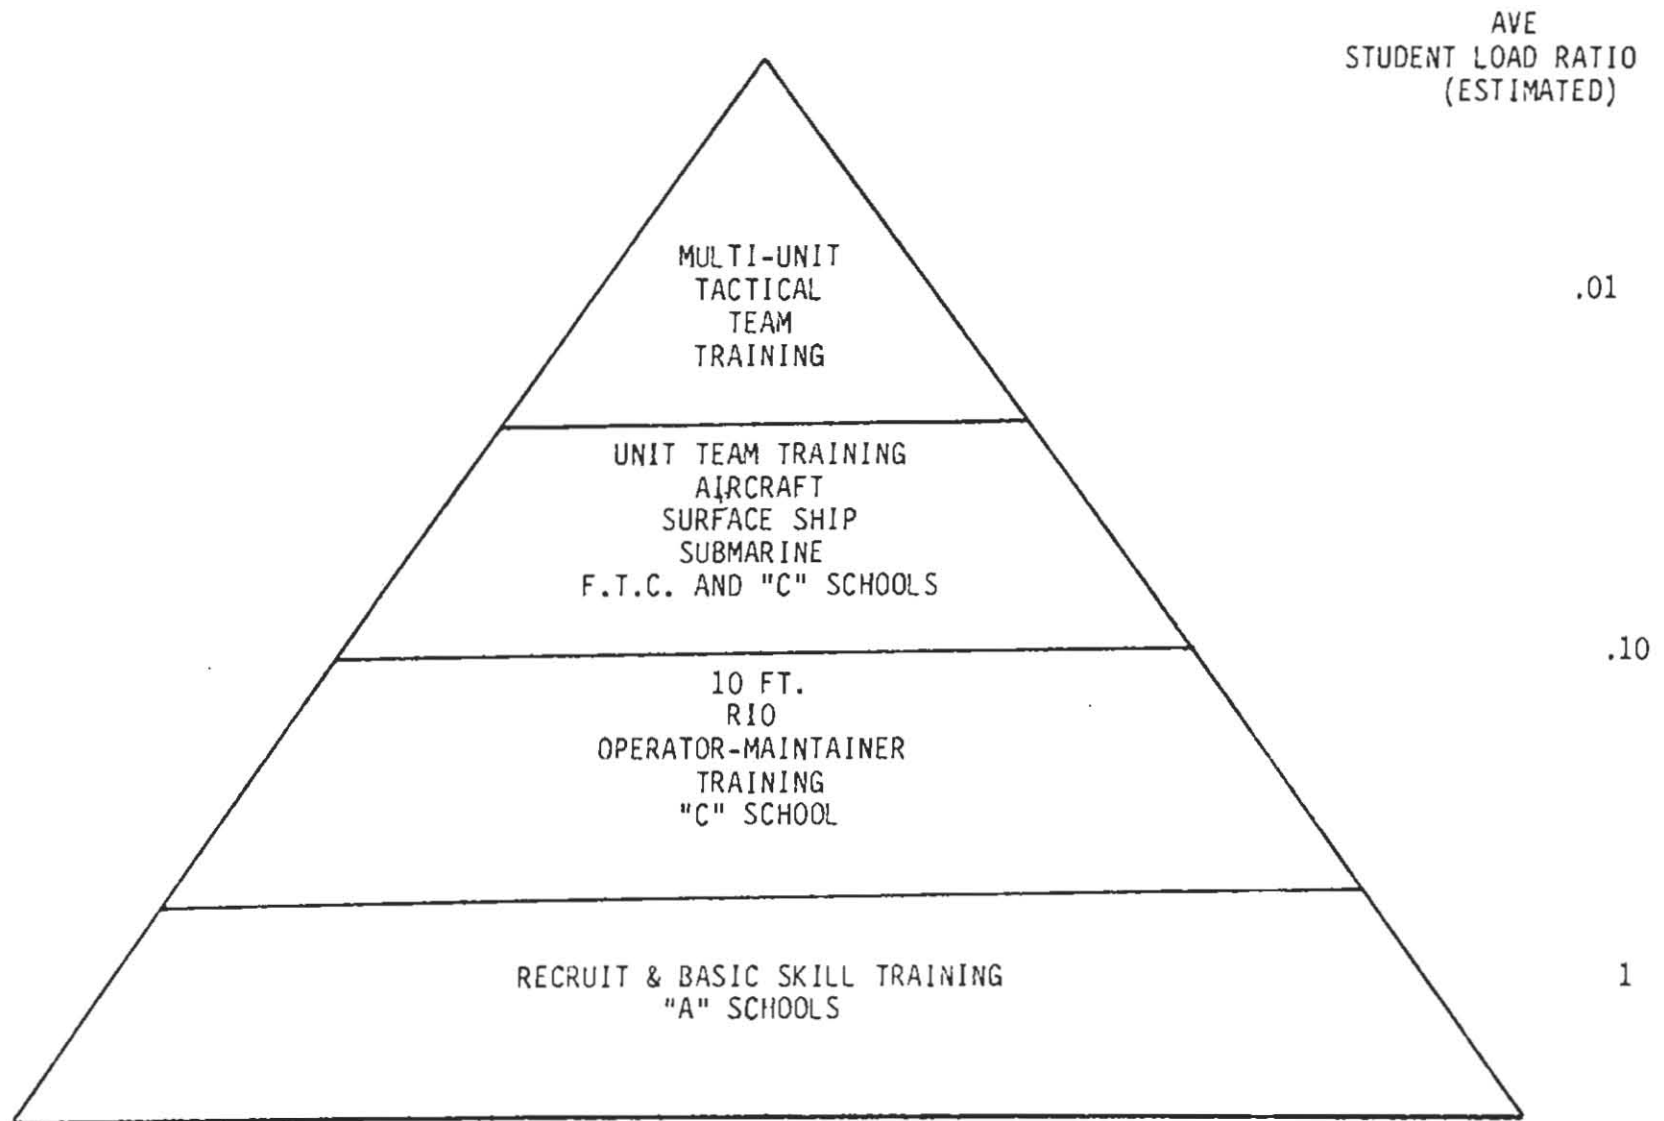 AVE
STUDENT LOAD RATIO
(ESTIMATED)
MULTI-UNIT
TACTICAL
TEAM
TRAINING
.01
UNIT TEAM TRAINING
AIRCRAFT
SURFACE SHIP
SUBMARINE
F.T.C. AND "C" SCHOOLS
.10
10 FT.
RIO
OPERATOR-MAINTAINER
TRAINING
"C" SCHOOL
RECRUIT & BASIC SKILL TRAINING
"A" SCHOOLS
1